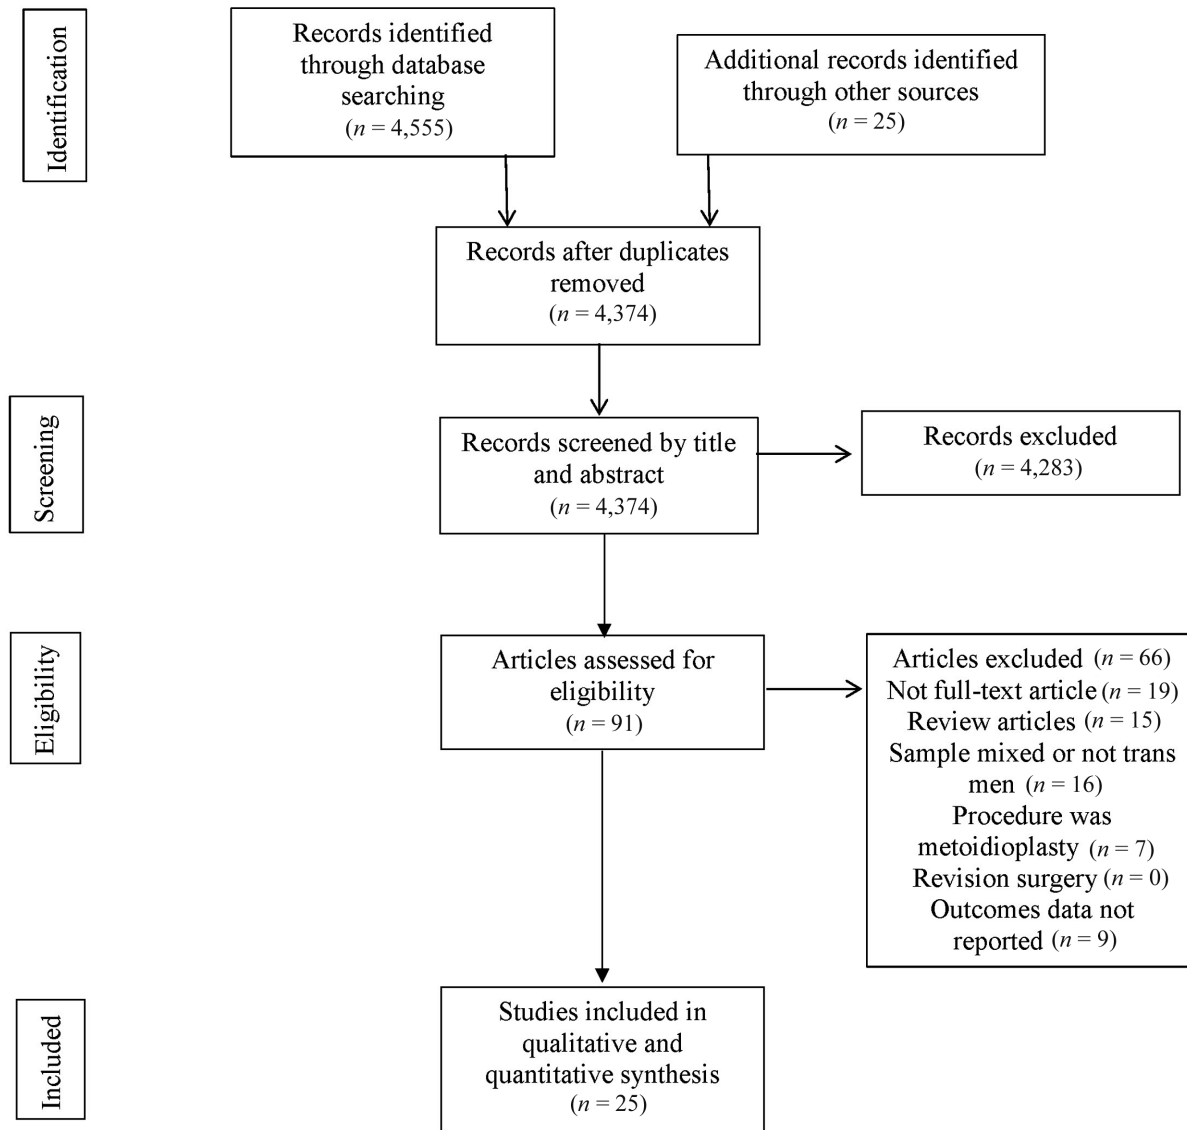 Identification
Records identified
through database
searching
(n = 4,555)
Additional records identified
through other sources
(n = 25)
Records after duplicates
removed
(n = 4,374)
Screening
Records screened by title
and abstract
(n = 4,374)
Records excluded
(n = 4,283)
Eligibility
Articles assessed for
eligibility
(n = 91)
Articles excluded (n = 66)
Not full-text article (n = 19)
Review articles (n = 15)
Sample mixed or not trans
men (n = 16)
Procedure was
metoidioplasty (n = 7)
Revision surgery (n = 0)
Outcomes data not
reported (n = 9)
Included
Studies included in
qualitative and
quantitative synthesis
(n = 25)